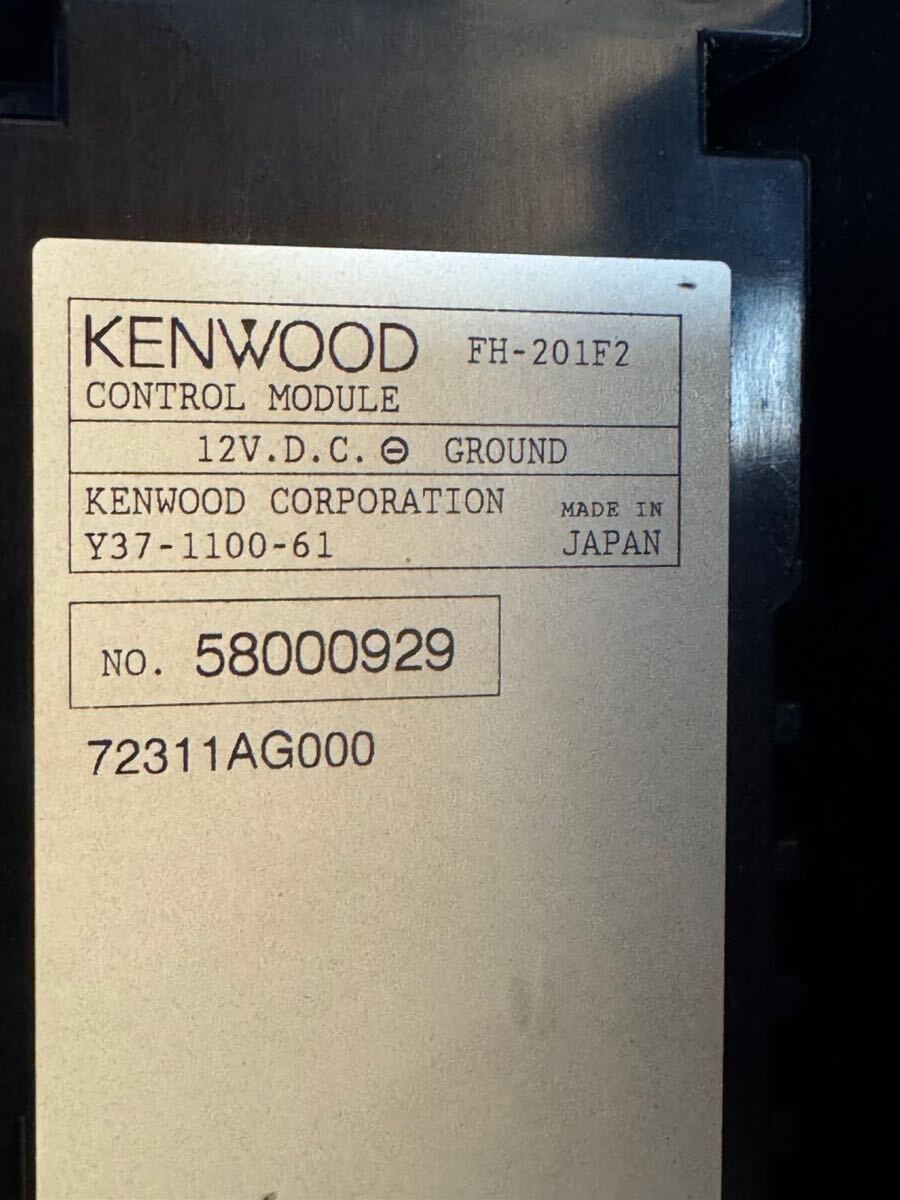 KENWOOD FH-201F2
CONTROL MODULE
12V.D.C. ⊖ GROUND
KENWOOD CORPORATION MADE IN
Y37-1100-61 JAPAN
NO. 58000929
72311AG000